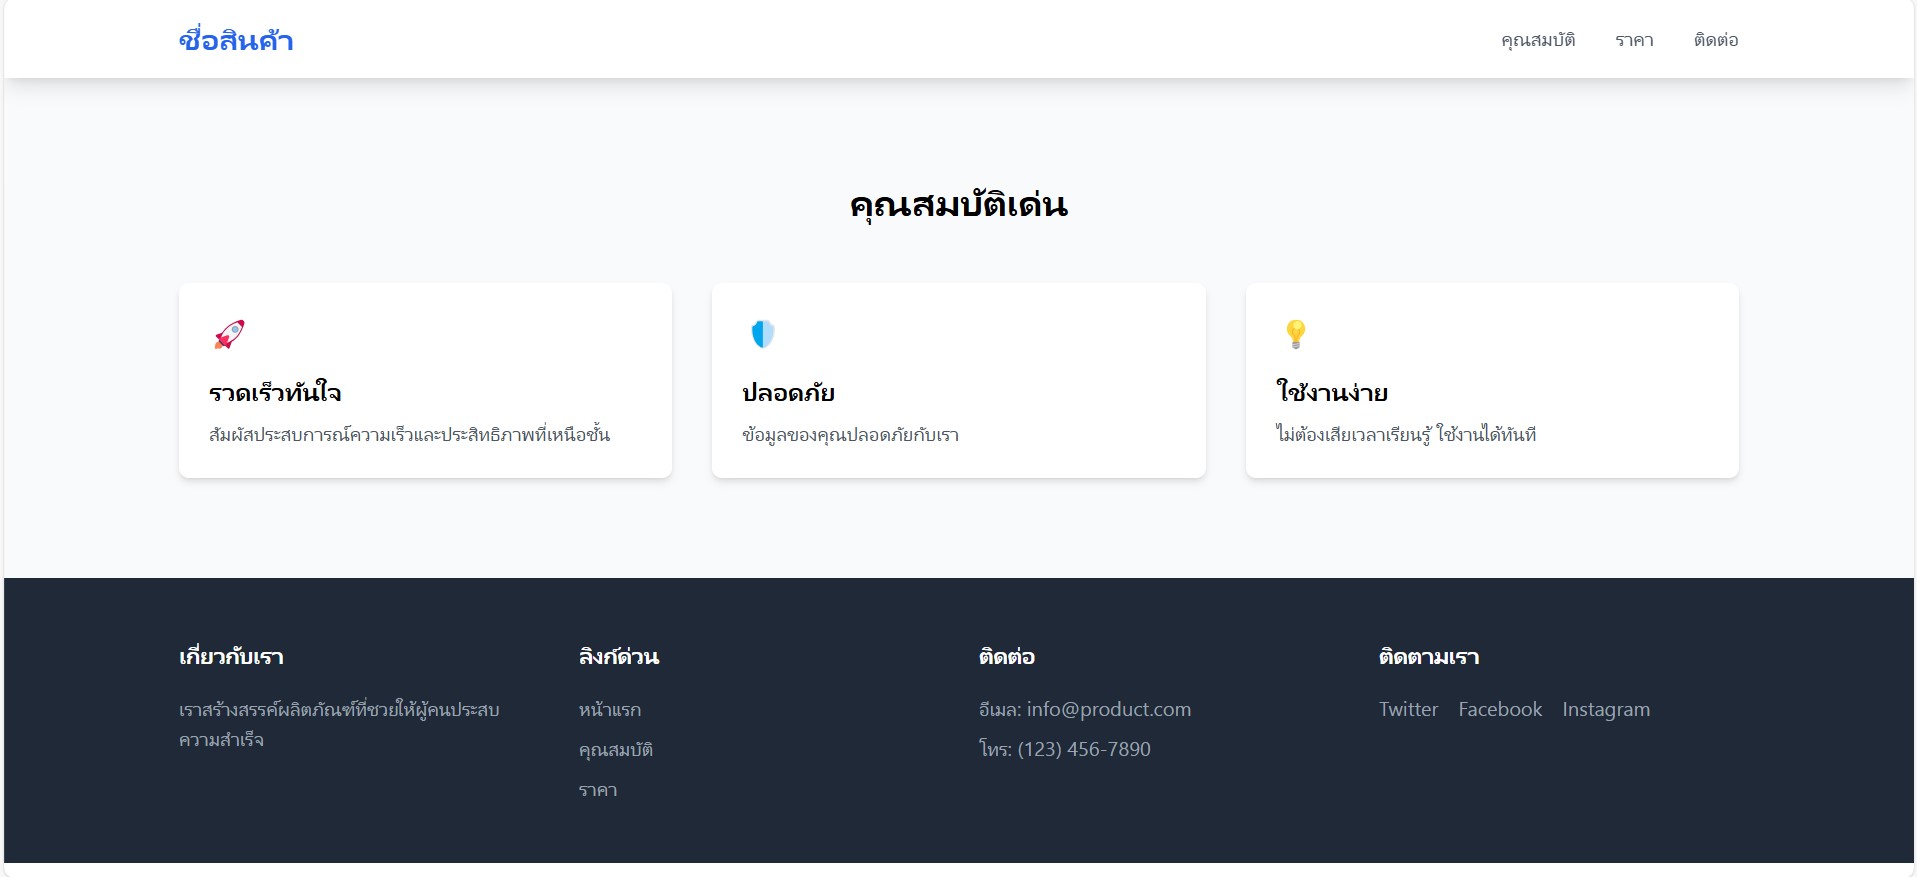 ชื่อสินค้า
คุณสมบัติ ราคา ติดต่อ
คุณสมบัติเด่น
รวดเร็วทันใจ
สัมผัสประสบการณ์ความเร็วและประสิทธิภาพที่เหนือชั้น
ปลอดภัย
ข้อมูลของคุณปลอดภัยกับเรา
ใช้งานง่าย
ไม่ต้องเสียเวลาเรียนรู้ ใช้งานได้ทันที
เกี่ยวกับเรา
เราสร้างสรรค์ผลิตภัณฑ์ที่ช่วยให้ผู้คนประสบ
ความสำเร็จ
ลิงก์ด่วน
หน้าแรก
คุณสมบัติ
ราคา
ติดต่อ
อีเมล: info@product.com
โทร: (123) 456-7890
ติดตามเรา
Twitter Facebook Instagram